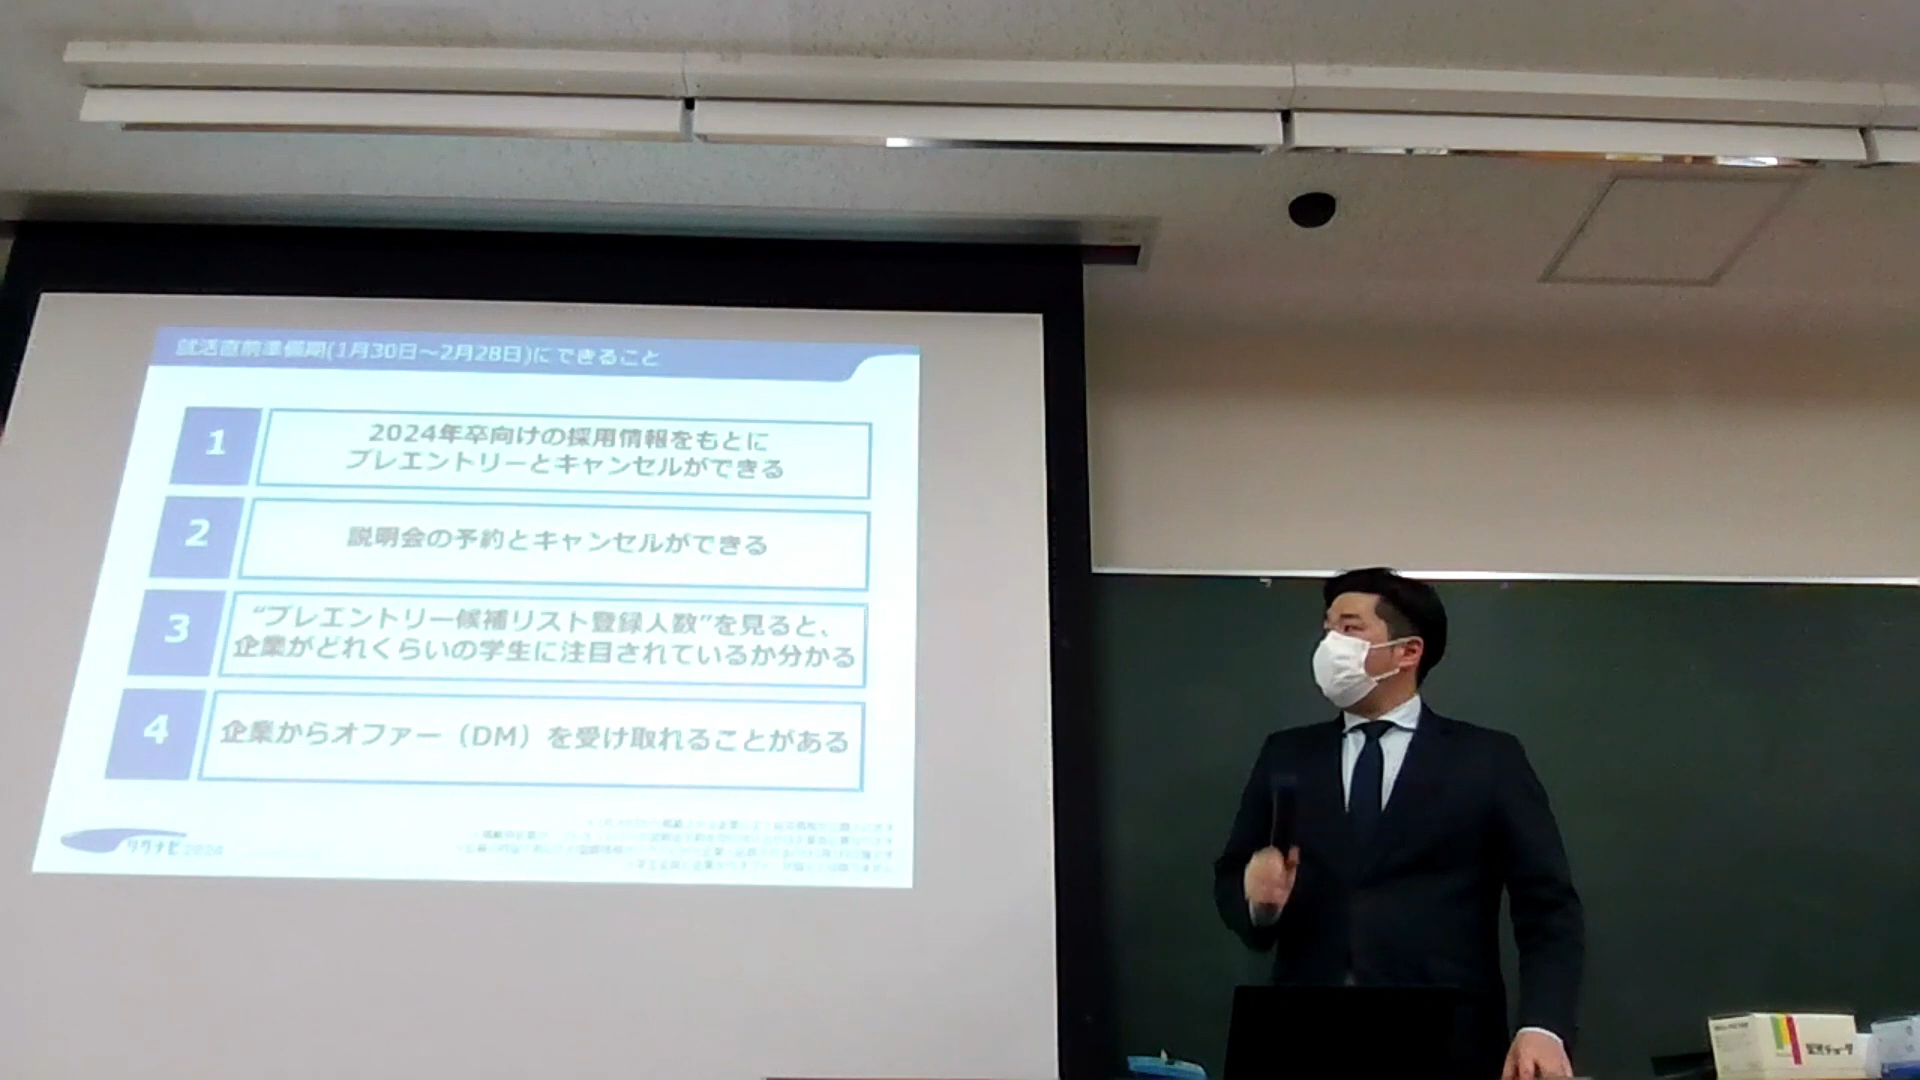 就活直前準備期(1月30日～2月28日)にできること
1
2024年卒向けの採用情報をもとに
プレエントリーとキャンセルができる
2
説明会の予約とキャンセルができる
3
“プレエントリー候補リスト登録人数”を見ると、
企業がどれくらいの学生に注目されているか分かる
4
企業からオファー（DM）を受け取れることがある
リクナビ2024